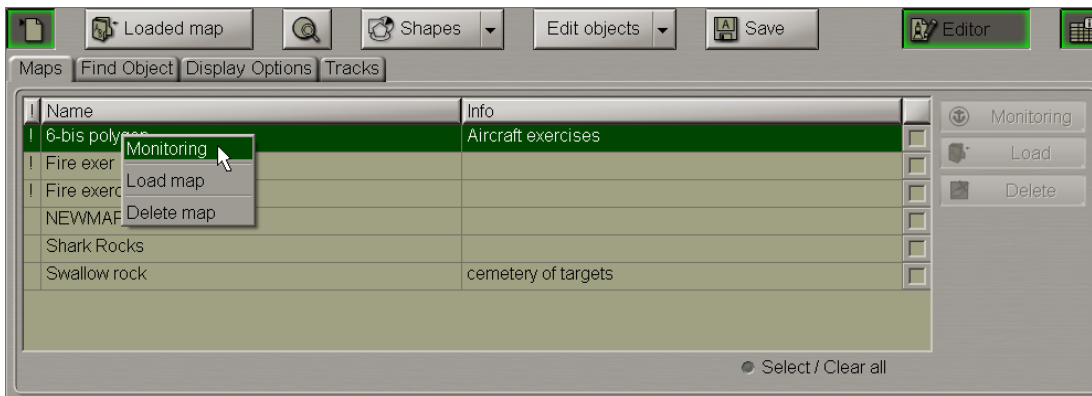 Loaded map Shapes Edit objects Save Editor
Maps Find Object Display Options Tracks
! Name Info
! 6-bis polygon Aircraft exercises
Monitoring
! Fire exer
Load map
! Fire exerc
Delete map
NEWMAP
Shark Rocks
Swallow rock cemetery of targets
Monitoring
Load
Delete
Select / Clear all